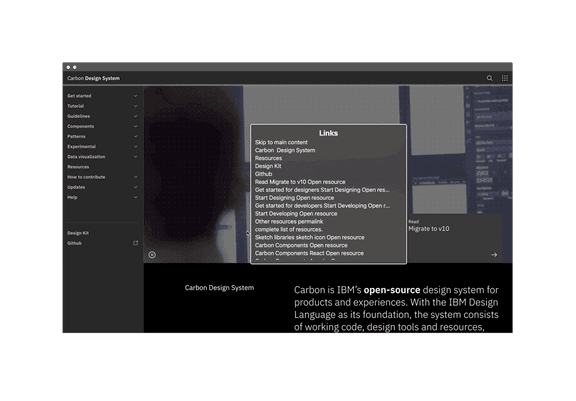 Carbon Design System
Get started
Tutorial
Guidelines
Components
Patterns
Experimental
Data visualization
Resources
How to contribute
Updates
Help
Design Kit
Github
Links
Skip to main content
Carbon Design System
Resources
Design Kit
Github
Read Migrate to v10 Open resource
Get started for designers Start Designing Open res...
Start Designing Open resource
Get started for developers Start Developing Open r...
Start Developing Open resource
Other resources permalink
complete list of resources.
Sketch libraries sketch icon Open resource
Carbon Components Open resource
Carbon Components React Open resource
Read
Migrate to v10
Carbon Design System
Carbon is IBM's open-source design system for
products and experiences. With the IBM Design
Language as its foundation, the system consists
of working code, design tools and resources,